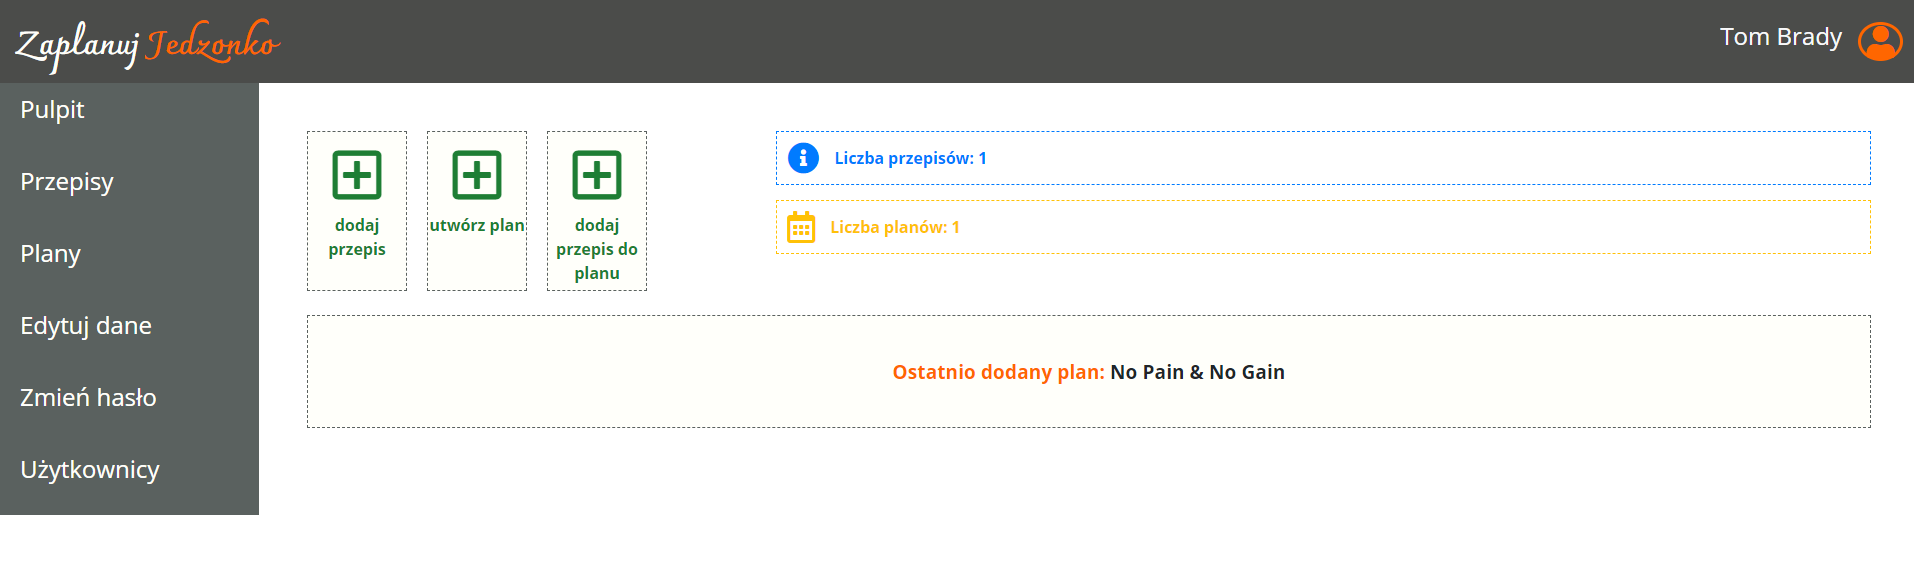 Zaplanuj Jedzonko
Tom Brady
Pulpit
Przepisy
Plany
Edytuj dane
Zmień hasło
Użytkownicy
dodaj
przepis
utwórz plan
dodaj
przepis do
planu
Liczba przepisów: 1
Liczba planów: 1
Ostatnio dodany plan: No Pain & No Gain